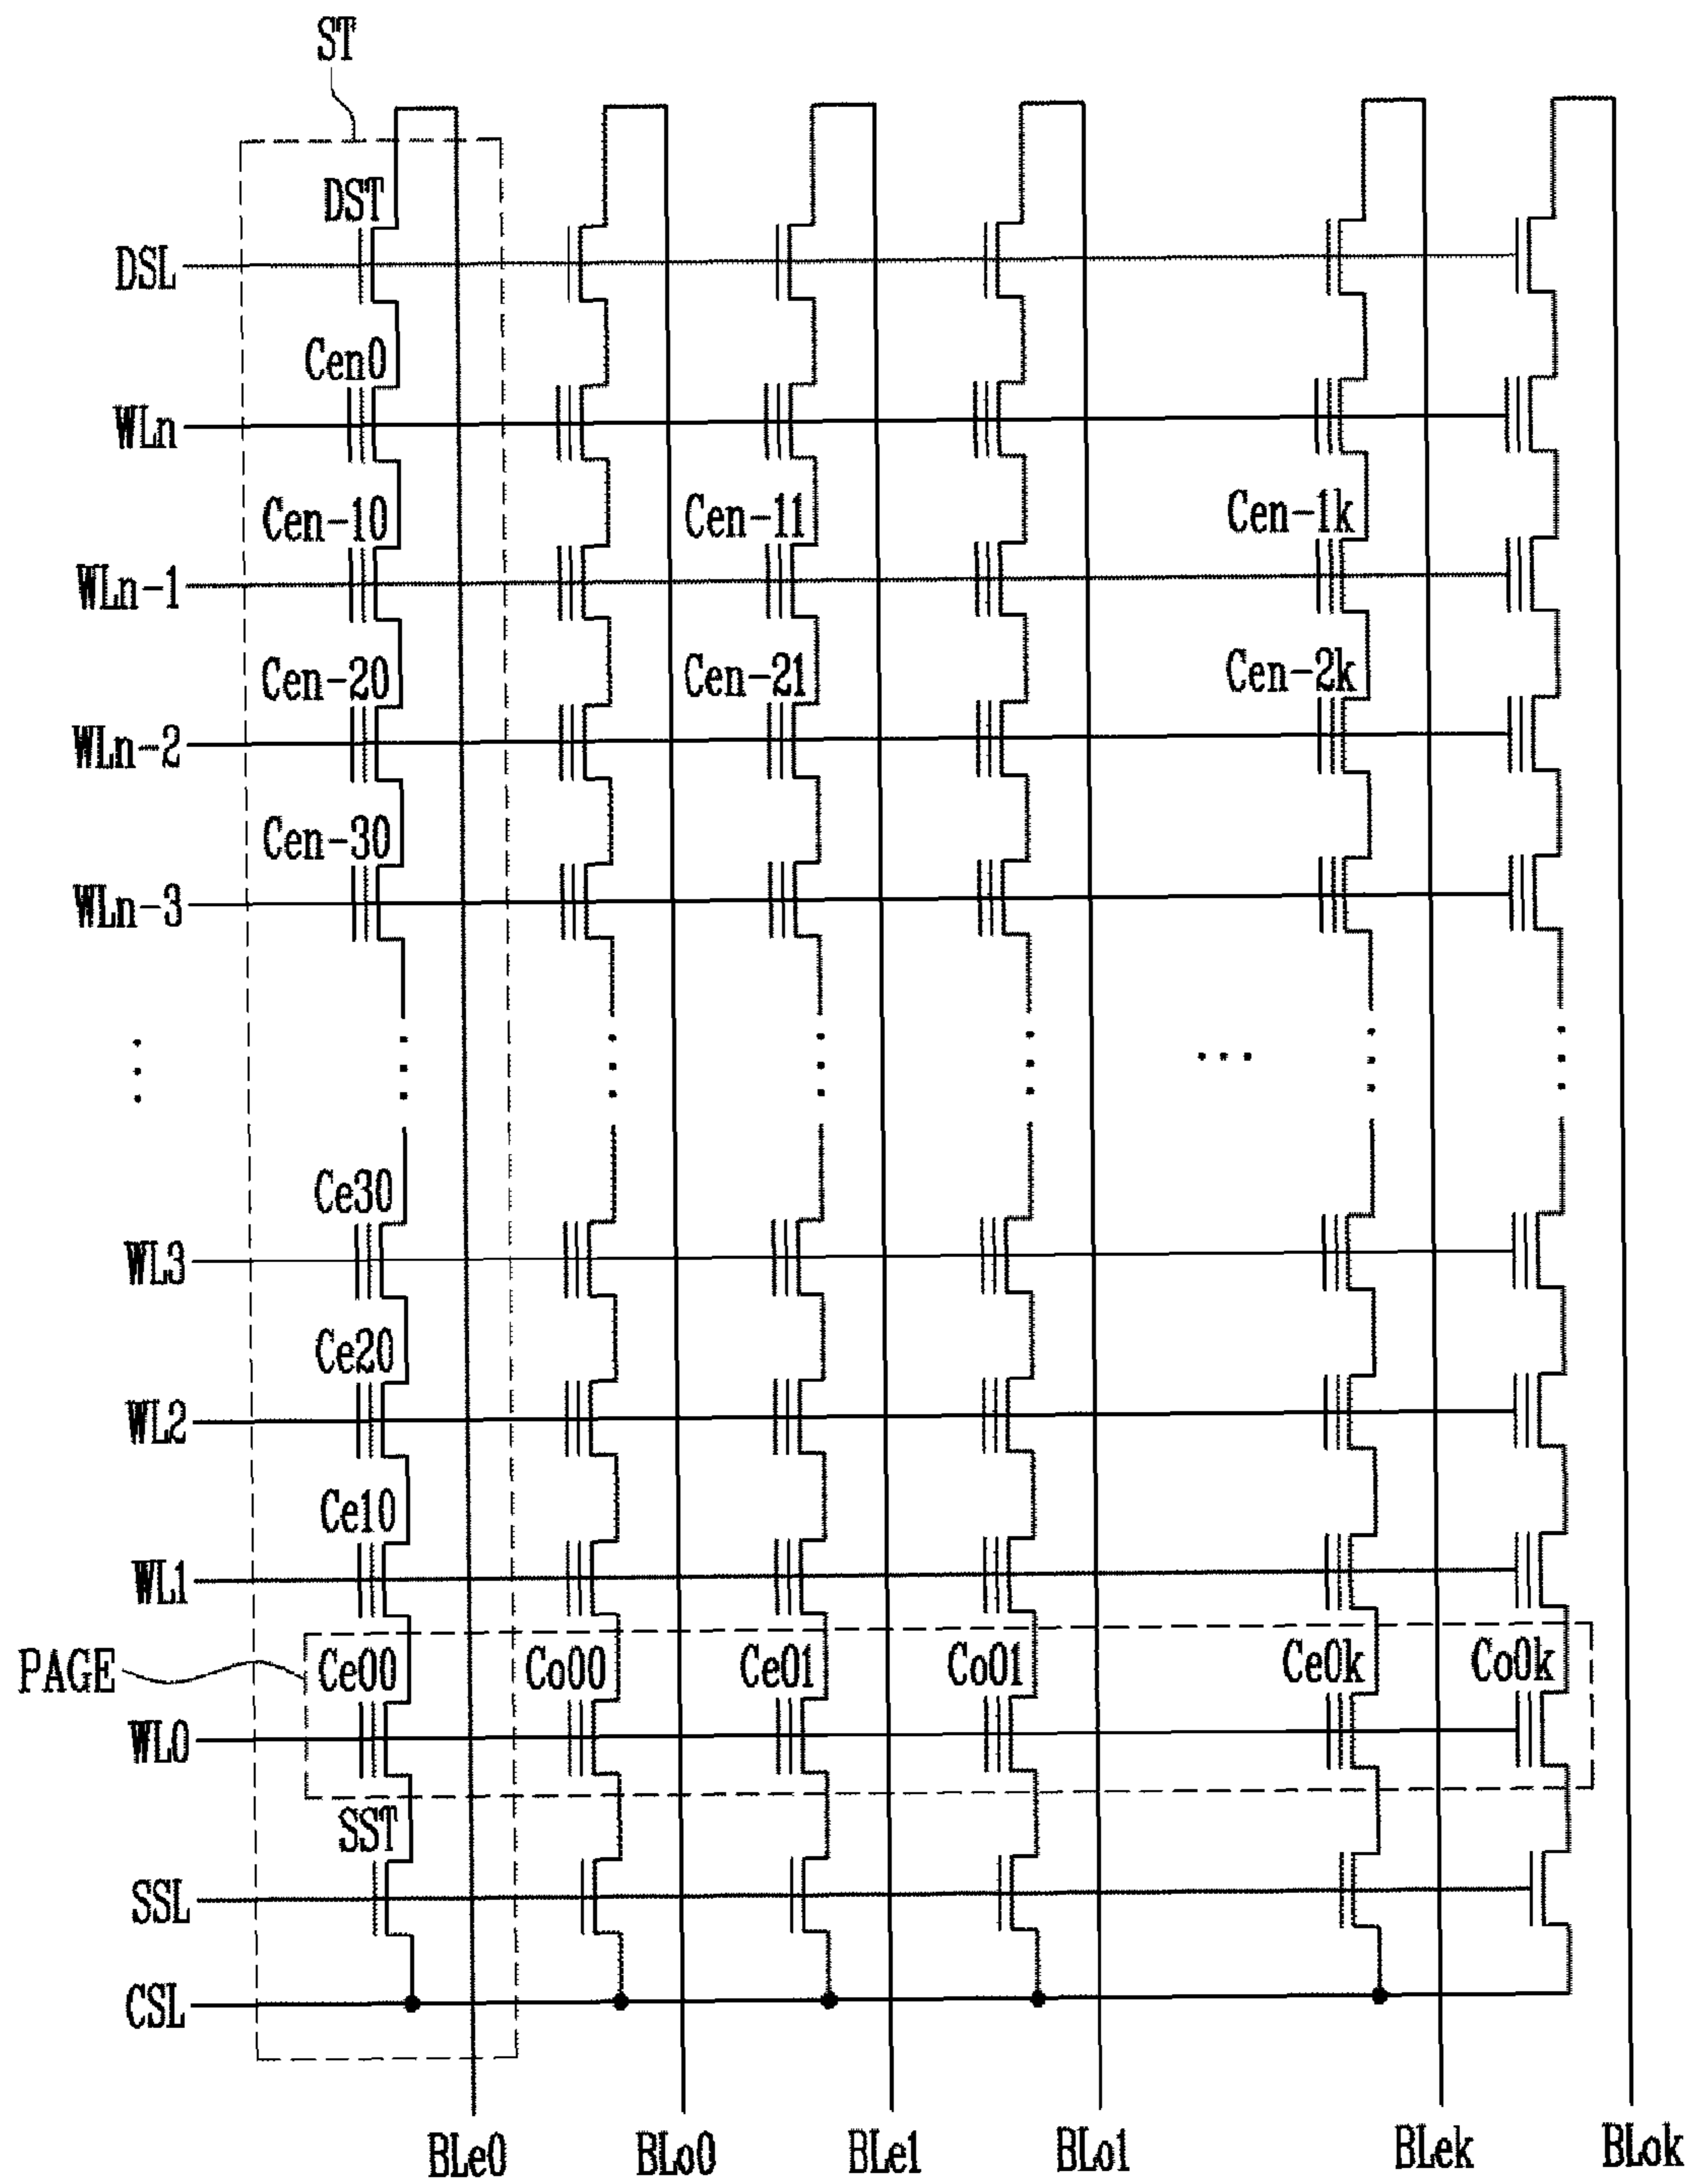 ST
DST
DSL
Cen0
WLn
Cen-10 Cen-11 Cen-1k
WLn-1
Cen-20 Cen-21 Cen-2k
WLn-2
Cen-30
WLn-3
Ce30
WL3
Ce20
WL2
Ce10
WL1
PAGE Ce00 Co00 Ce01 Co01 Ce0k Co0k
WL0
SST
SSL
CSL
BLe0 BLo0 BLe1 BLo1 BLek BLok